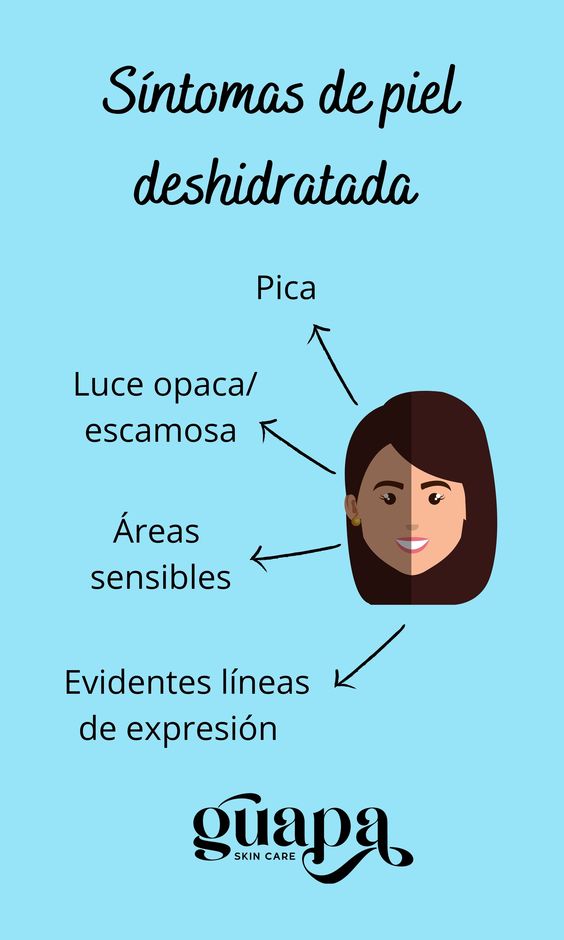 Síntomas de piel
deshidratada
Pica
Luce opaca/
escamosa
Áreas
sensibles
Evidentes líneas
de expresión
guapa
SKIN CARE